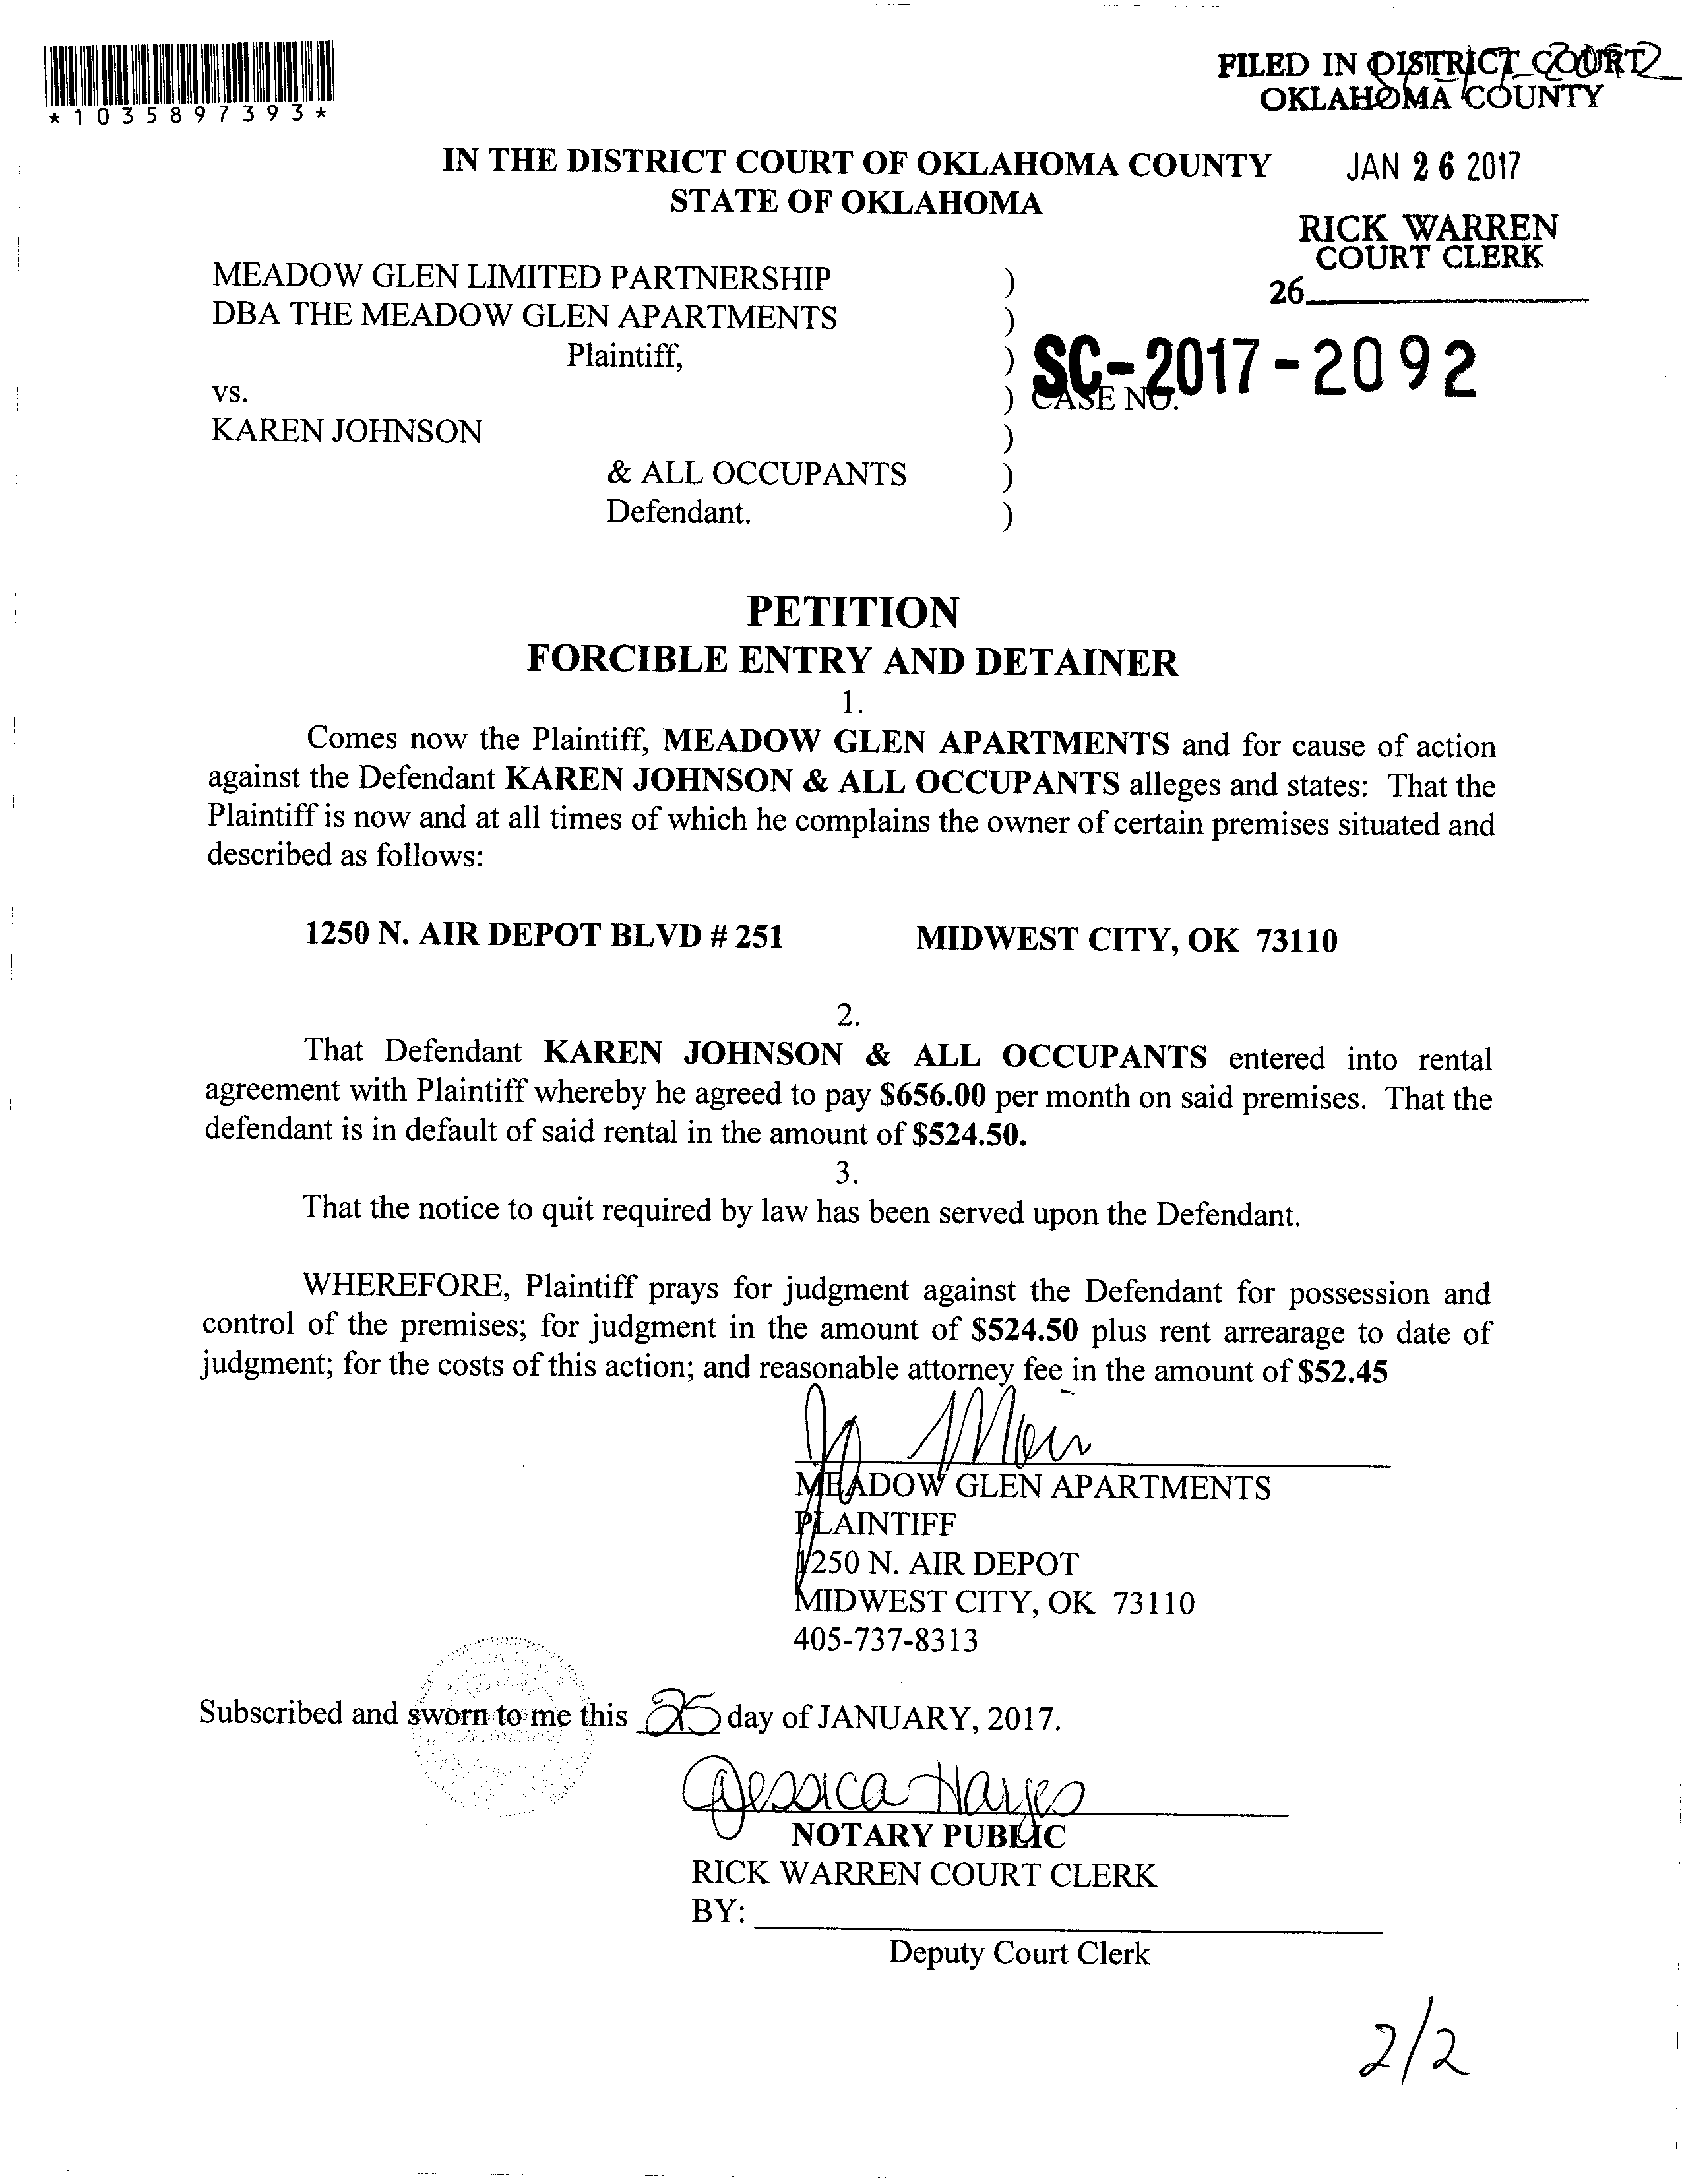 *1035897393*
FILED IN DISTRICT COURT
OKLAHOMA COUNTY
IN THE DISTRICT COURT OF OKLAHOMA COUNTY
STATE OF OKLAHOMA
JAN 26 2017
RICK WARREN
COURT CLERK
26
MEADOW GLEN LIMITED PARTNERSHIP )
DBA THE MEADOW GLEN APARTMENTS )
Plaintiff, )
SC-2017-2092
vs. ) CASE NO.
KAREN JOHNSON )
& ALL OCCUPANTS )
Defendant. )
PETITION
FORCIBLE ENTRY AND DETAINER
1.
Comes now the Plaintiff, MEADOW GLEN APARTMENTS and for cause of action
against the Defendant KAREN JOHNSON & ALL OCCUPANTS alleges and states: That the
Plaintiff is now and at all times of which he complains the owner of certain premises situated and
described as follows:
1250 N. AIR DEPOT BLVD # 251 MIDWEST CITY, OK 73110
2.
That Defendant KAREN JOHNSON & ALL OCCUPANTS entered into rental
agreement with Plaintiff whereby he agreed to pay $656.00 per month on said premises. That the
defendant is in default of said rental in the amount of $524.50.
3.
That the notice to quit required by law has been served upon the Defendant.
WHEREFORE, Plaintiff prays for judgment against the Defendant for possession and
control of the premises; for judgment in the amount of $524.50 plus rent arrearage to date of
judgment; for the costs of this action; and reasonable attorney fee in the amount of $52.45
MEADOW GLEN APARTMENTS
PLAINTIFF
1250 N. AIR DEPOT
MIDWEST CITY, OK 73110
405-737-8313
Subscribed and sworn to me this 25 day of JANUARY, 2017.
Jessica Hayes
NOTARY PUBLIC
RICK WARREN COURT CLERK
BY:
Deputy Court Clerk
2/2